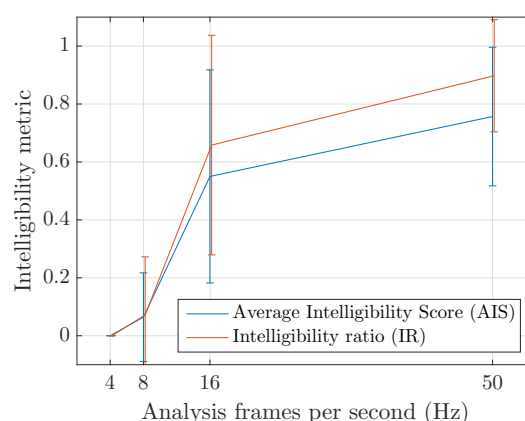 1
0.8
0.6
0.4
0.2
0
Intelligibility metric
Average Intelligibility Score (AIS)
Intelligibility ratio (IR)
4 8 16 50
Analysis frames per second (Hz)